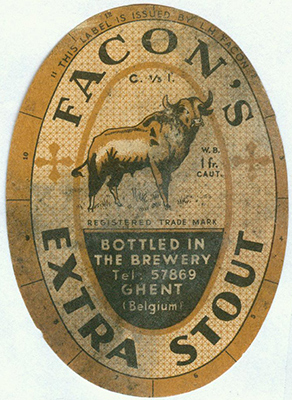 "THIS LABEL IS ISSUED BY L.H. FACON"
FACON'S
C. ⅓ l.
W.B.
1 fr.
CAUT.
REGISTERED TRADE MARK
BOTTLED IN
THE BREWERY
Tel: 57869
GHENT
(Belgium)
EXTRA STOUT